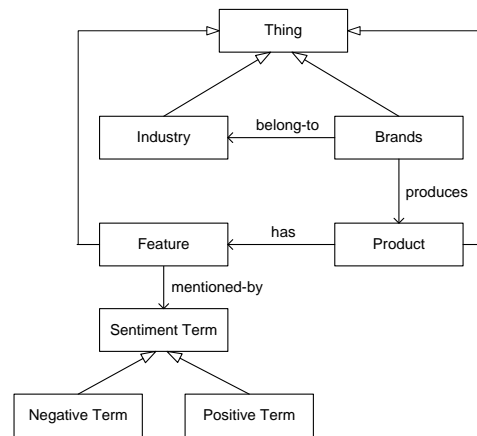 Thing
Industry
belong-to
Brands
produces
Feature
has
Product
mentioned-by
Sentiment Term
Negative Term
Positive Term